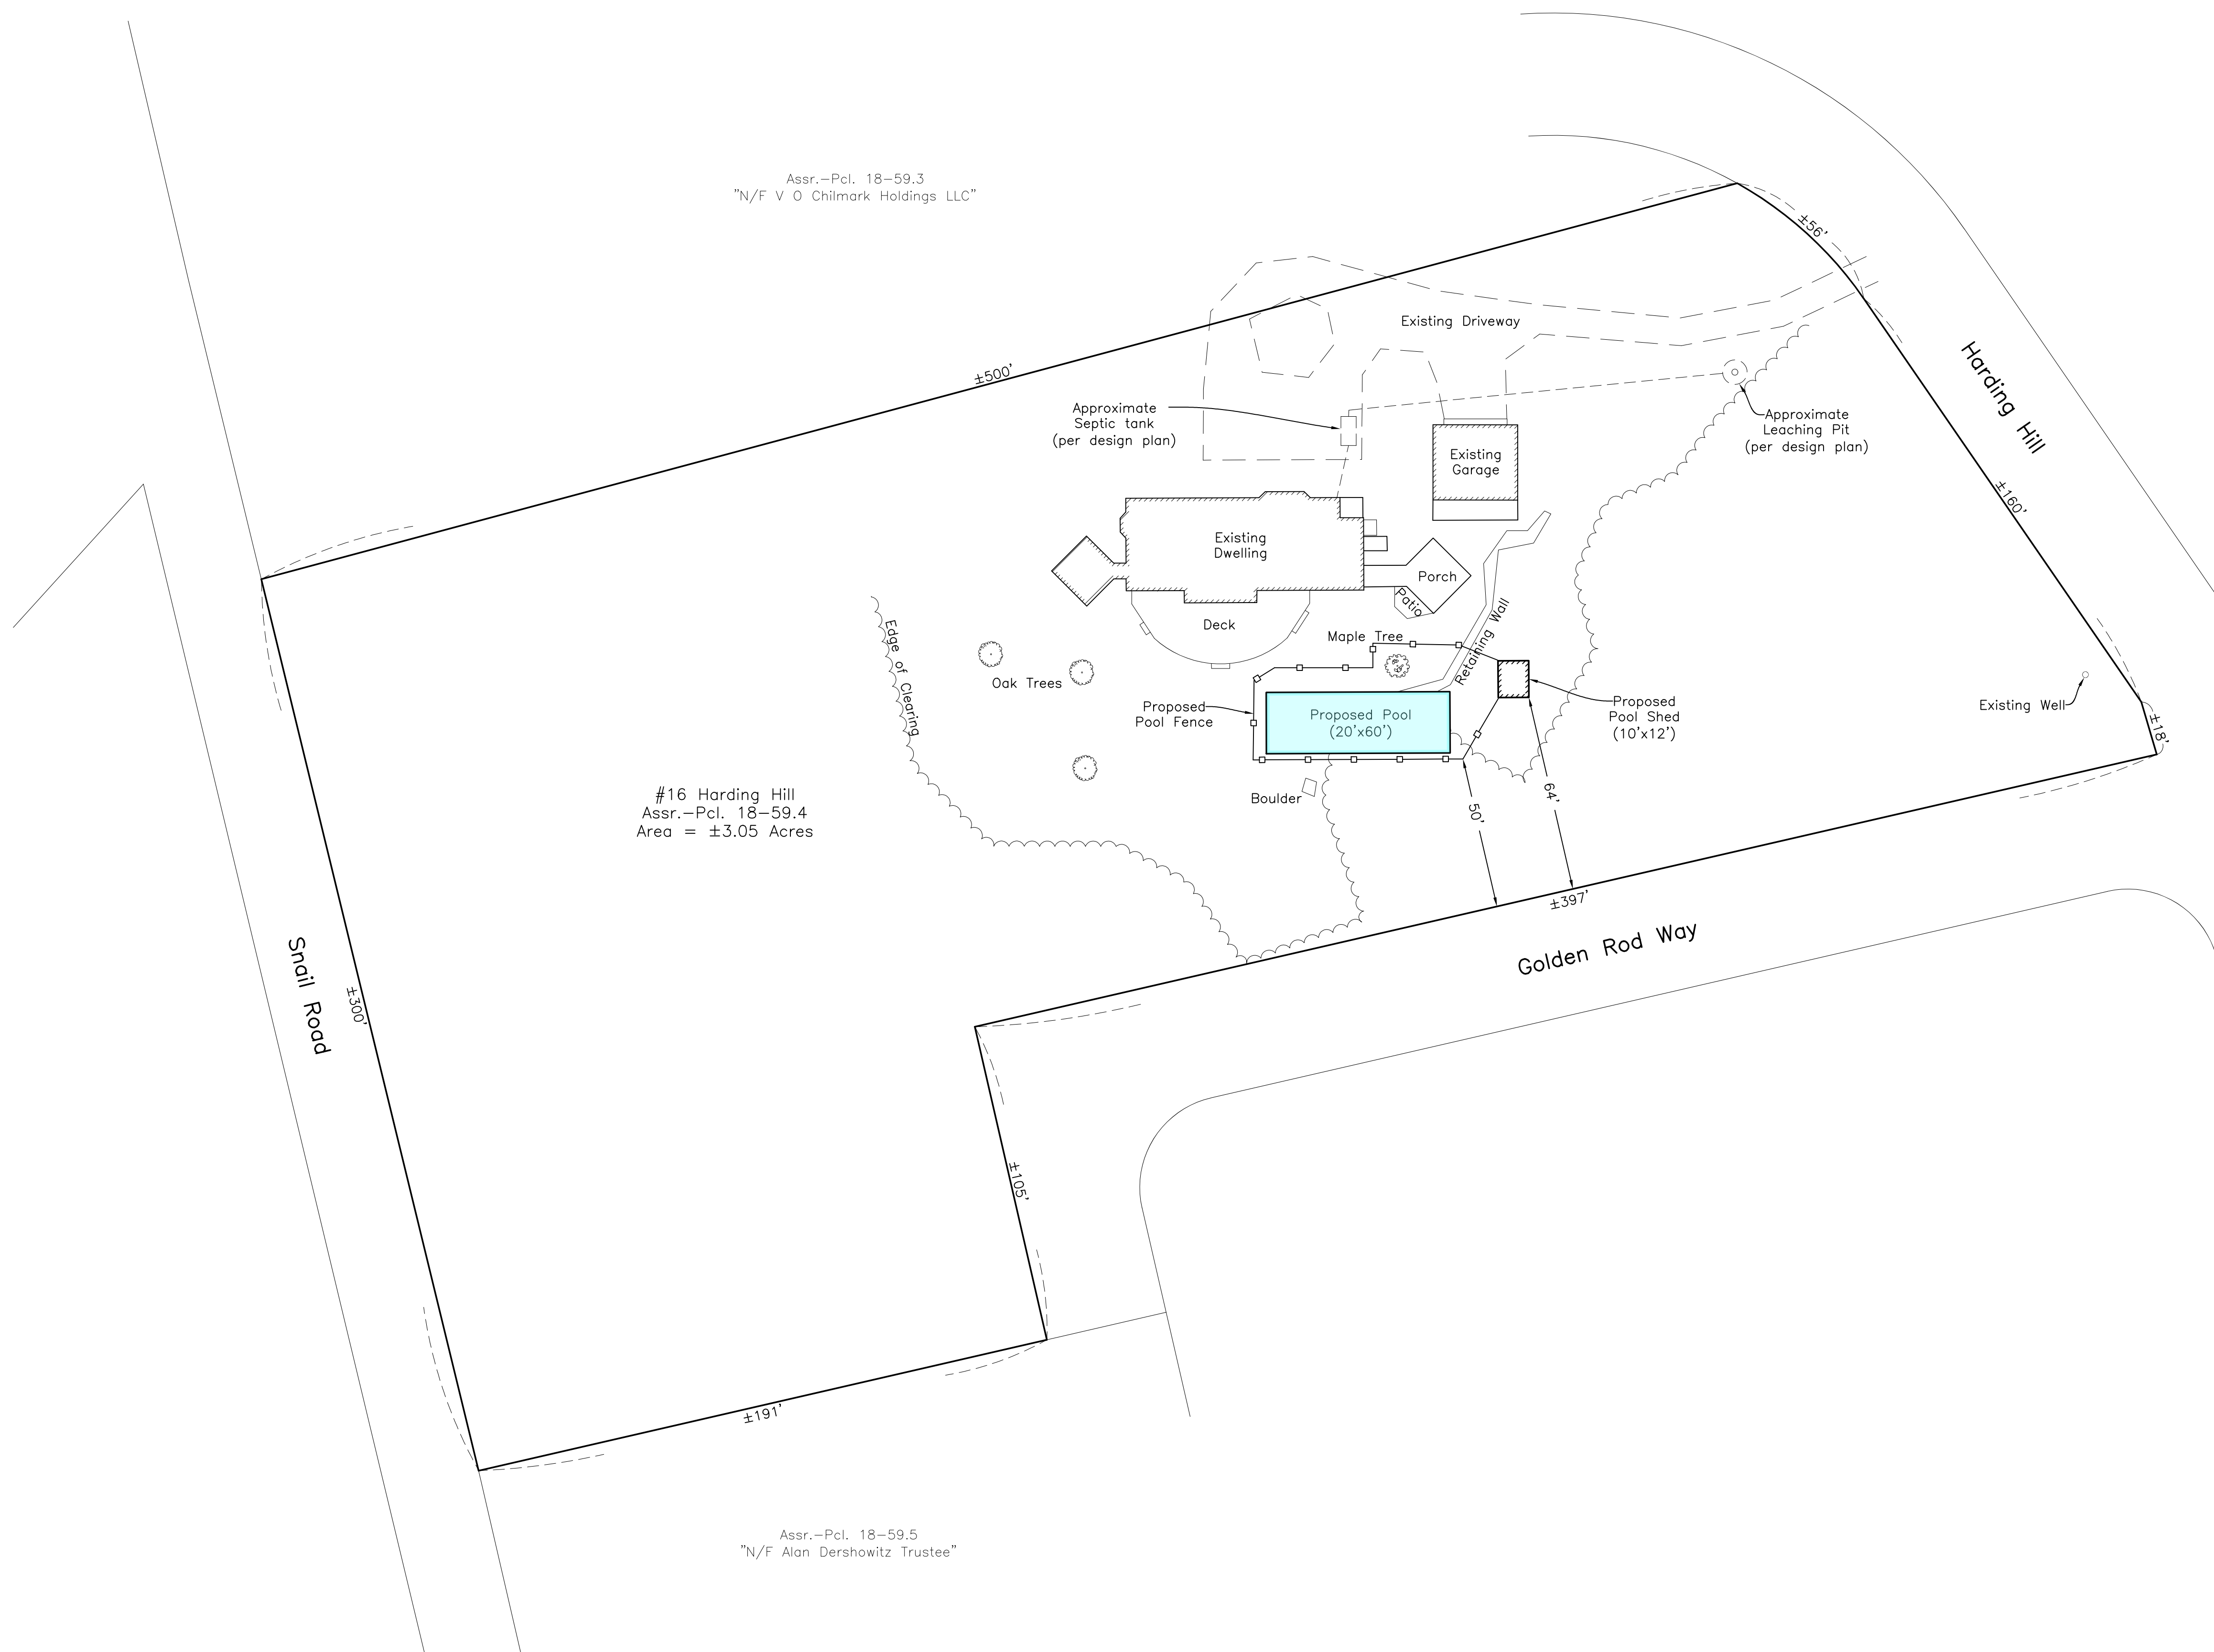 Assr.-Pcl. 18-59.3
"N/F V O Chilmark Holdings LLC"
±56'
Existing Driveway
±500'
Harding Hill
Approximate
Septic tank
(per design plan)
Approximate
Leaching Pit
(per design plan)
Existing
Garage
±160'
Existing
Dwelling
Porch
Patio
Deck
Maple Tree
Retaining Wall
Edge of Clearing
Oak Trees
Proposed
Pool Fence
Proposed Pool
(20'x60')
Proposed
Pool Shed
(10'x12')
Existing Well
±18'
Boulder
50'
64'
#16 Harding Hill
Assr.-Pcl. 18-59.4
Area = ±3.05 Acres
±397'
Golden Rod Way
Snail Road
±300'
±105'
±191'
Assr.-Pcl. 18-59.5
"N/F Alan Dershowitz Trustee"